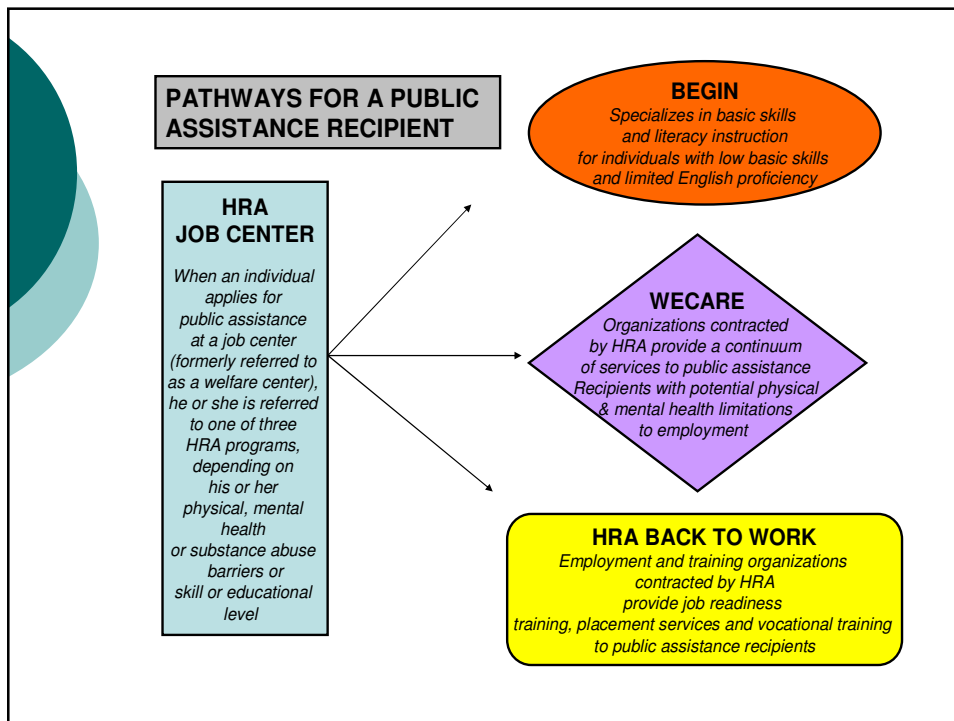 PATHWAYS FOR A PUBLIC
ASSISTANCE RECIPIENT
HRA
JOB CENTER
When an individual
applies for
public assistance
at a job center
(formerly referred to
as a welfare center),
he or she is referred
to one of three
HRA programs,
depending on
his or her
physical, mental
health
or substance abuse
barriers or
skill or educational
level
BEGIN
Specializes in basic skills
and literacy instruction
for individuals with low basic skills
and limited English proficiency
WECARE
Organizations contracted
by HRA provide a continuum
of services to public assistance
Recipients with potential physical
& mental health limitations
to employment
HRA BACK TO WORK
Employment and training organizations
contracted by HRA
provide job readiness
training, placement services and vocational training
to public assistance recipients